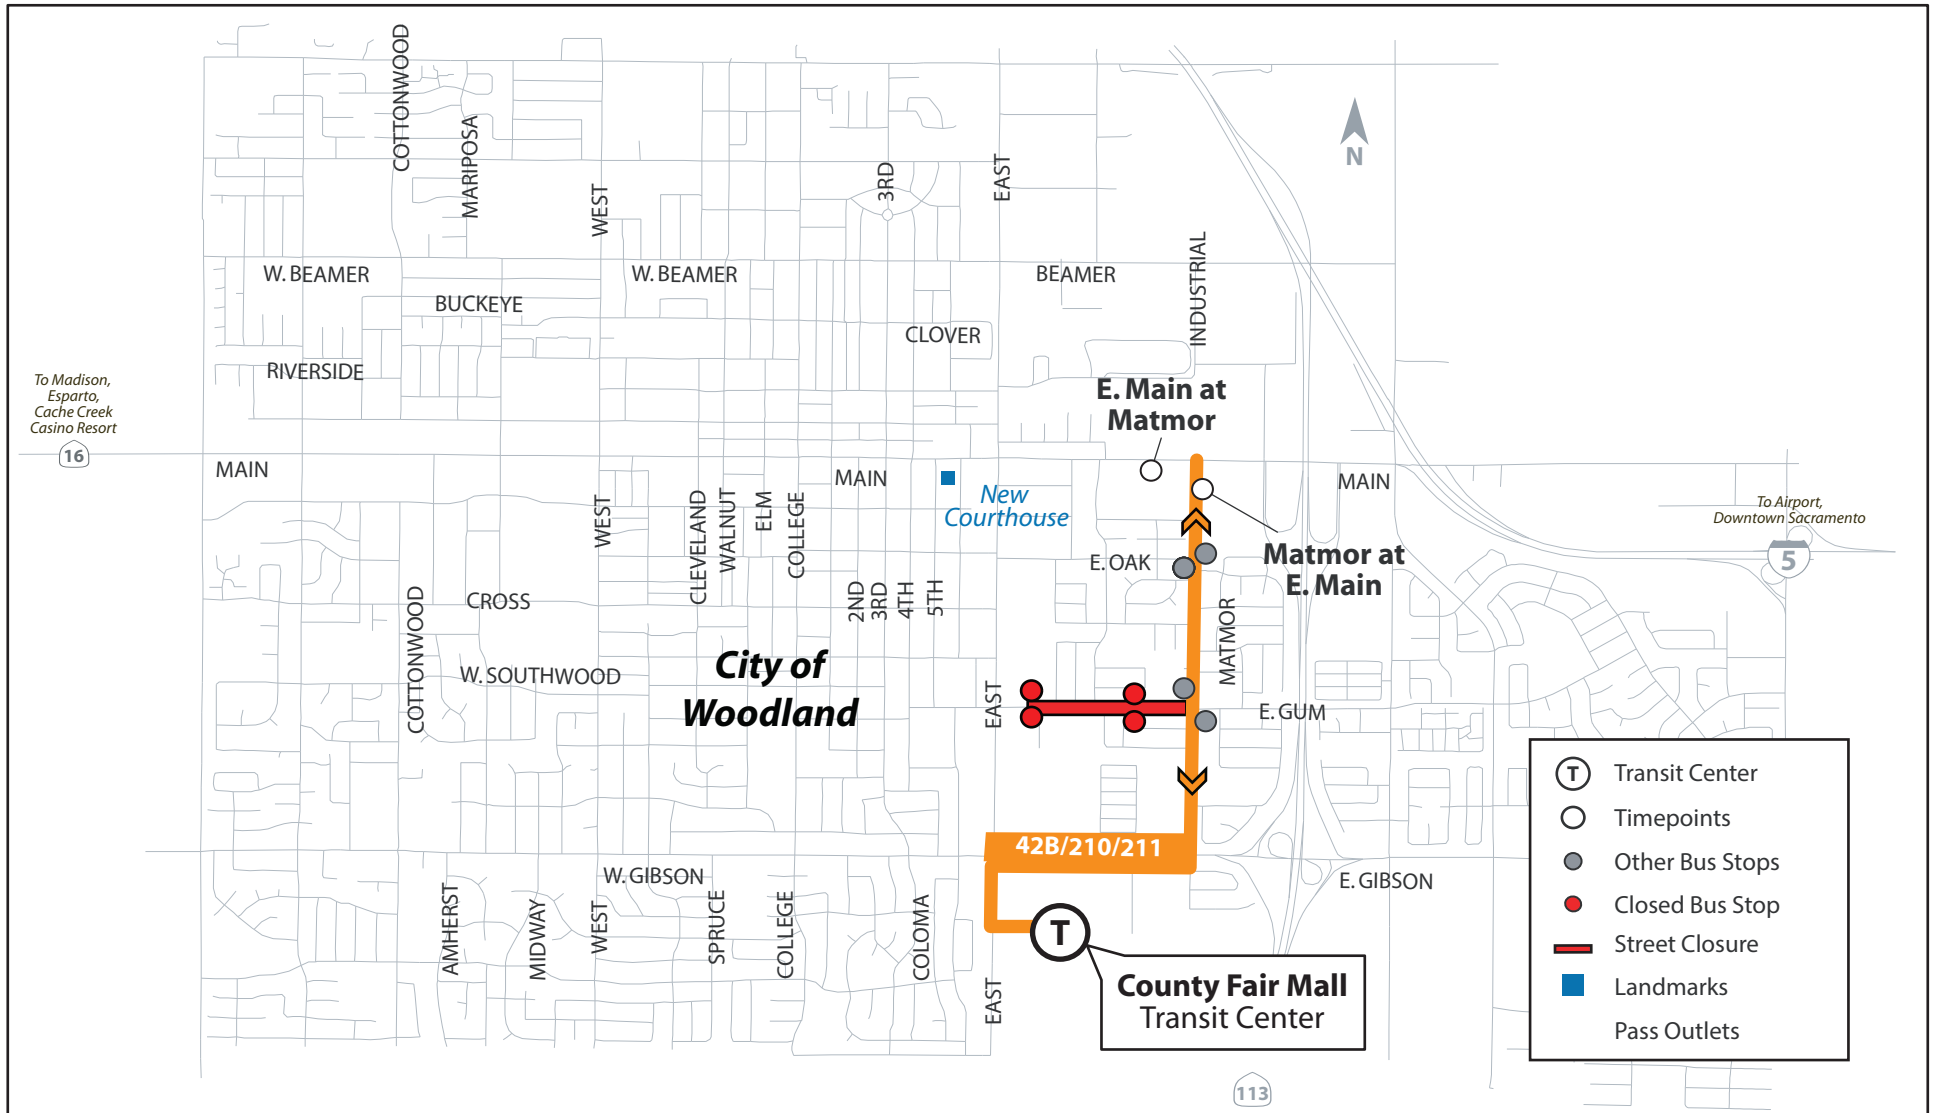 COTTONWOOD
MARIPOSA
WEST
3RD
EAST
N
INDUSTRIAL
W. BEAMER
W. BEAMER
BEAMER
BUCKEYE
CLOVER
RIVERSIDE
To Madison,
Esparto,
Cache Creek
Casino Resort
16
E. Main at
Matmor
MAIN
MAIN
MAIN
New
Courthouse
WEST
CLEVELAND
WALNUT
ELM
COLLEGE
To Airport,
Downtown Sacramento
5
E. OAK
Matmor at
E. Main
2ND
3RD
4TH
5TH
CROSS
COTTONWOOD
W. SOUTHWOOD
City of
Woodland
EAST
MATMOR
E. GUM
42B/210/211
W. GIBSON
E. GIBSON
AMHERST
MIDWAY
WEST
SPRUCE
COLLEGE
COLOMA
EAST
T
County Fair Mall
Transit Center
113
T Transit Center
Timepoints
Other Bus Stops
Closed Bus Stop
Street Closure
Landmarks
Pass Outlets